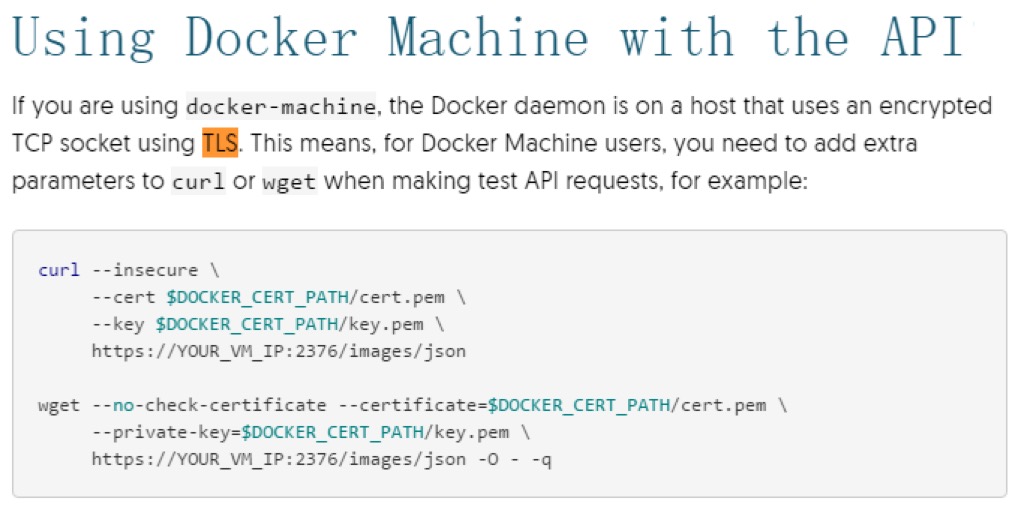 Using Docker Machine with the API
If you are using docker-machine, the Docker daemon is on a host that uses an encrypted
TCP socket using TLS. This means, for Docker Machine users, you need to add extra
parameters to curl or wget when making test API requests, for example:
curl --insecure \
     --cert $DOCKER_CERT_PATH/cert.pem \
     --key $DOCKER_CERT_PATH/key.pem \
     https://YOUR_VM_IP:2376/images/json
wget --no-check-certificate --certificate=$DOCKER_CERT_PATH/cert.pem \
     --private-key=$DOCKER_CERT_PATH/key.pem \
     https://YOUR_VM_IP:2376/images/json -O - -q